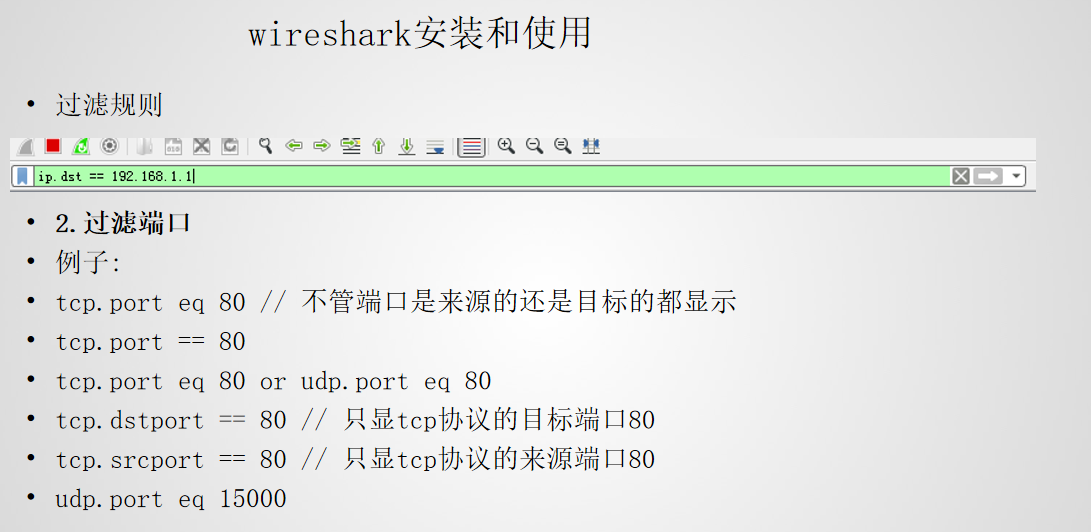 wireshark安装和使用
• 过滤规则
ip.dst == 192.168.1.1
• 2.过滤端口
• 例子:
• tcp.port eq 80 // 不管端口是来源的还是目标的都显示
• tcp.port == 80
• tcp.port eq 80 or udp.port eq 80
• tcp.dstport == 80 // 只显tcp协议的目标端口80
• tcp.srcport == 80 // 只显tcp协议的来源端口80
• udp.port eq 15000